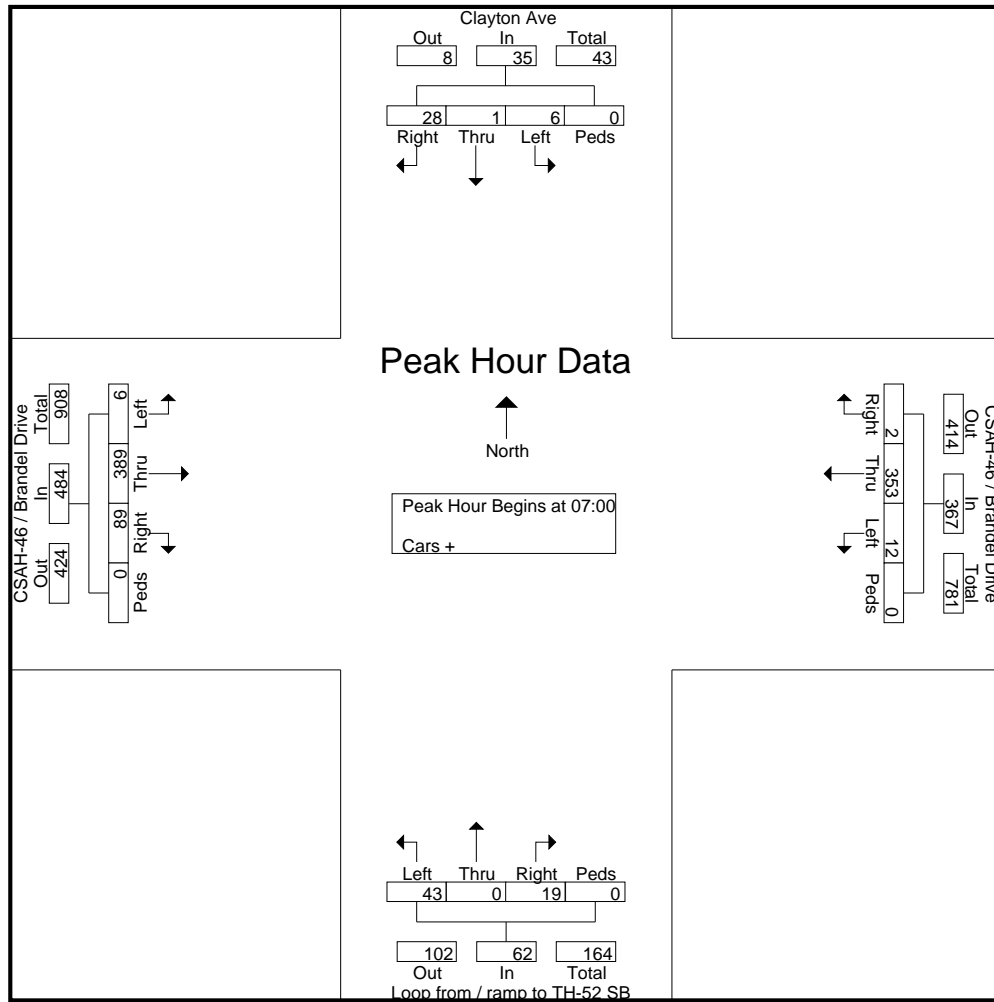 Clayton Ave
Out In Total
8 35 43
28 1 6 0
Right Thru Left Peds
Peak Hour Data
North
Peak Hour Begins at 07:00
Cars +
CSAH-46 / Brandel Drive
Total In Out
908 484 424
6 389 89 0
Left Thru Right Peds
Right Thru Left Peds
2 353 12 0
414 367 781
Out In Total
CSAH-46 / Brandel Drive
Left Thru Right Peds
43 0 19 0
102 62 164
Out In Total
Loop from / ramp to TH-52 SB